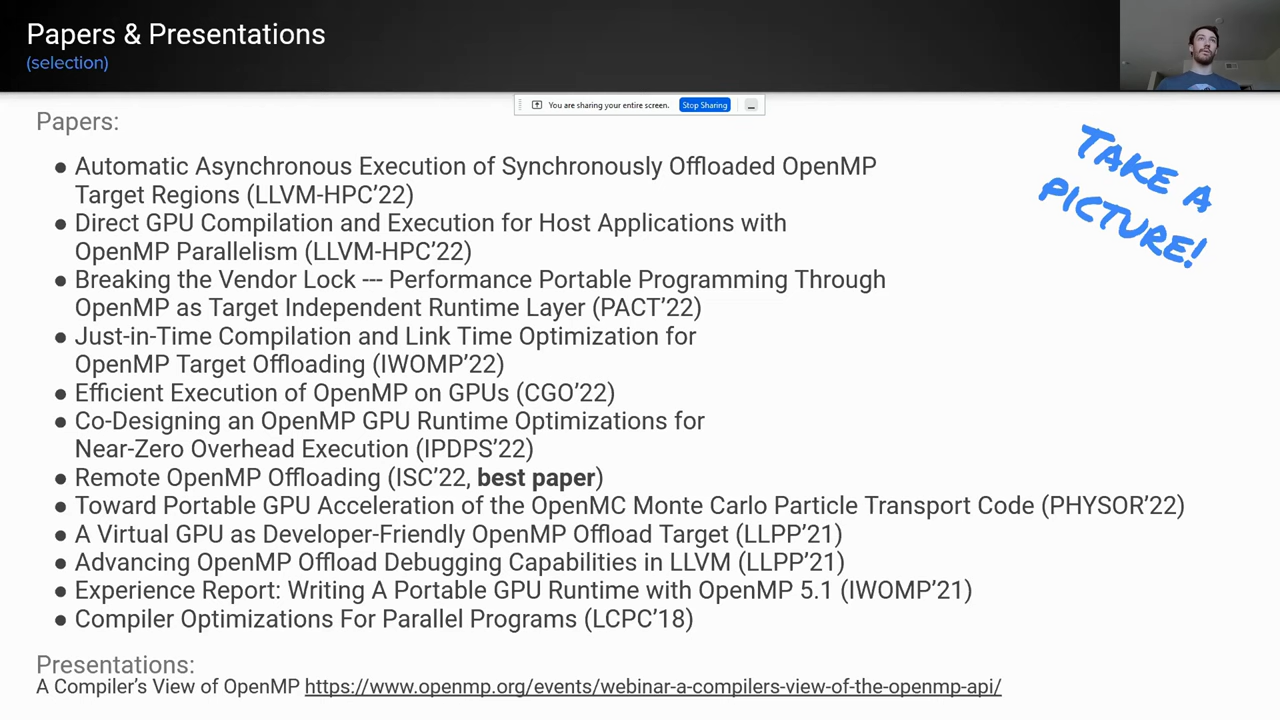 Papers & Presentations
(selection)
You are sharing your entire screen. Stop Sharing
Papers:
TAKE A
PICTURE!
● Automatic Asynchronous Execution of Synchronously Offloaded OpenMP
Target Regions (LLVM-HPC’22)
● Direct GPU Compilation and Execution for Host Applications with
OpenMP Parallelism (LLVM-HPC’22)
● Breaking the Vendor Lock --- Performance Portable Programming Through
OpenMP as Target Independent Runtime Layer (PACT’22)
● Just-in-Time Compilation and Link Time Optimization for
OpenMP Target Offloading (IWOMP’22)
● Efficient Execution of OpenMP on GPUs (CGO’22)
● Co-Designing an OpenMP GPU Runtime Optimizations for
Near-Zero Overhead Execution (IPDPS’22)
● Remote OpenMP Offloading (ISC’22, best paper)
● Toward Portable GPU Acceleration of the OpenMC Monte Carlo Particle Transport Code (PHYSOR’22)
● A Virtual GPU as Developer-Friendly OpenMP Offload Target (LLPP’21)
● Advancing OpenMP Offload Debugging Capabilities in LLVM (LLPP’21)
● Experience Report: Writing A Portable GPU Runtime with OpenMP 5.1 (IWOMP’21)
● Compiler Optimizations For Parallel Programs (LCPC’18)
Presentations:
A Compiler’s View of OpenMP https://www.openmp.org/events/webinar-a-compilers-view-of-the-openmp-api/